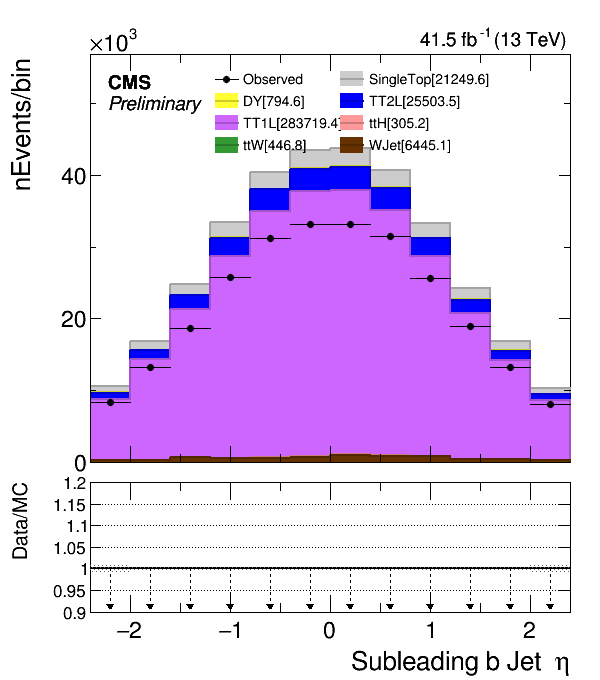 ×10³
41.5 fb⁻¹ (13 TeV)
CMS
Preliminary
Observed
SingleTop[21249.6]
DY[794.6]
TT2L[25503.5]
TT1L[283719.4]
ttH[305.2]
ttW[446.8]
WJet[6445.1]
nEvents/bin
40
20
0
Data/MC
1.2
1.15
1.1
1.05
1
0.95
0.9
−2 −1 0 1 2
Subleading b Jet η